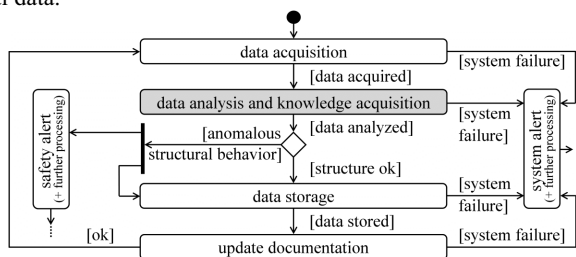 al data.
data acquisition
[data acquired]
[system failure]
data analysis and knowledge acquisition
[data analyzed]
[system
failure]
[anomalous
structural behavior]
safety alert
(+ further processing)
system alert
(+ further processing)
[structure ok]
data storage
[system
failure]
[data stored]
[ok]
update documentation
[system failure]